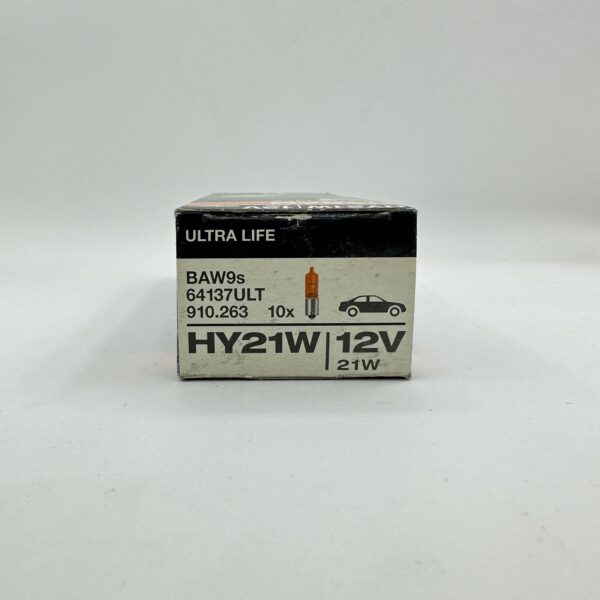 ULTRA LIFE
BAW9s
64137ULT
910.263 10x
HY21W 12V
21W